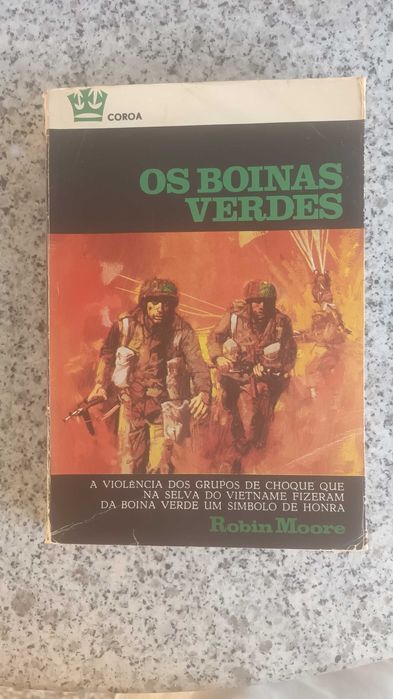 COROA
OS BOINAS
VERDES
A VIOLÊNCIA DOS GRUPOS DE CHOQUE QUE
NA SELVA DO VIETNAME FIZERAM
DA BOINA VERDE UM SIMBOLO DE HONRA
Robin Moore